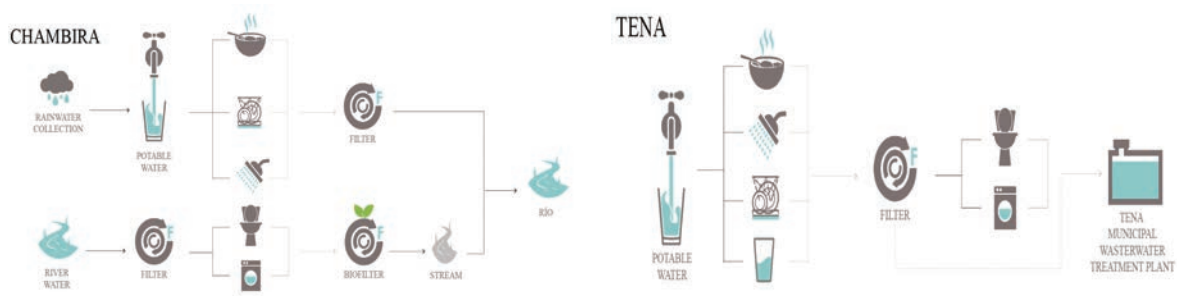 CHAMBIRA
RAINWATER
COLLECTION
POTABLE
WATER
F
FILTER
RÍO
RIVER
WATER
F
FILTER
F
BIOFILTER
STREAM
TENA
POTABLE
WATER
F
FILTER
TENA
MUNICIPAL
WASTERWATER
TREATMENT PLANT